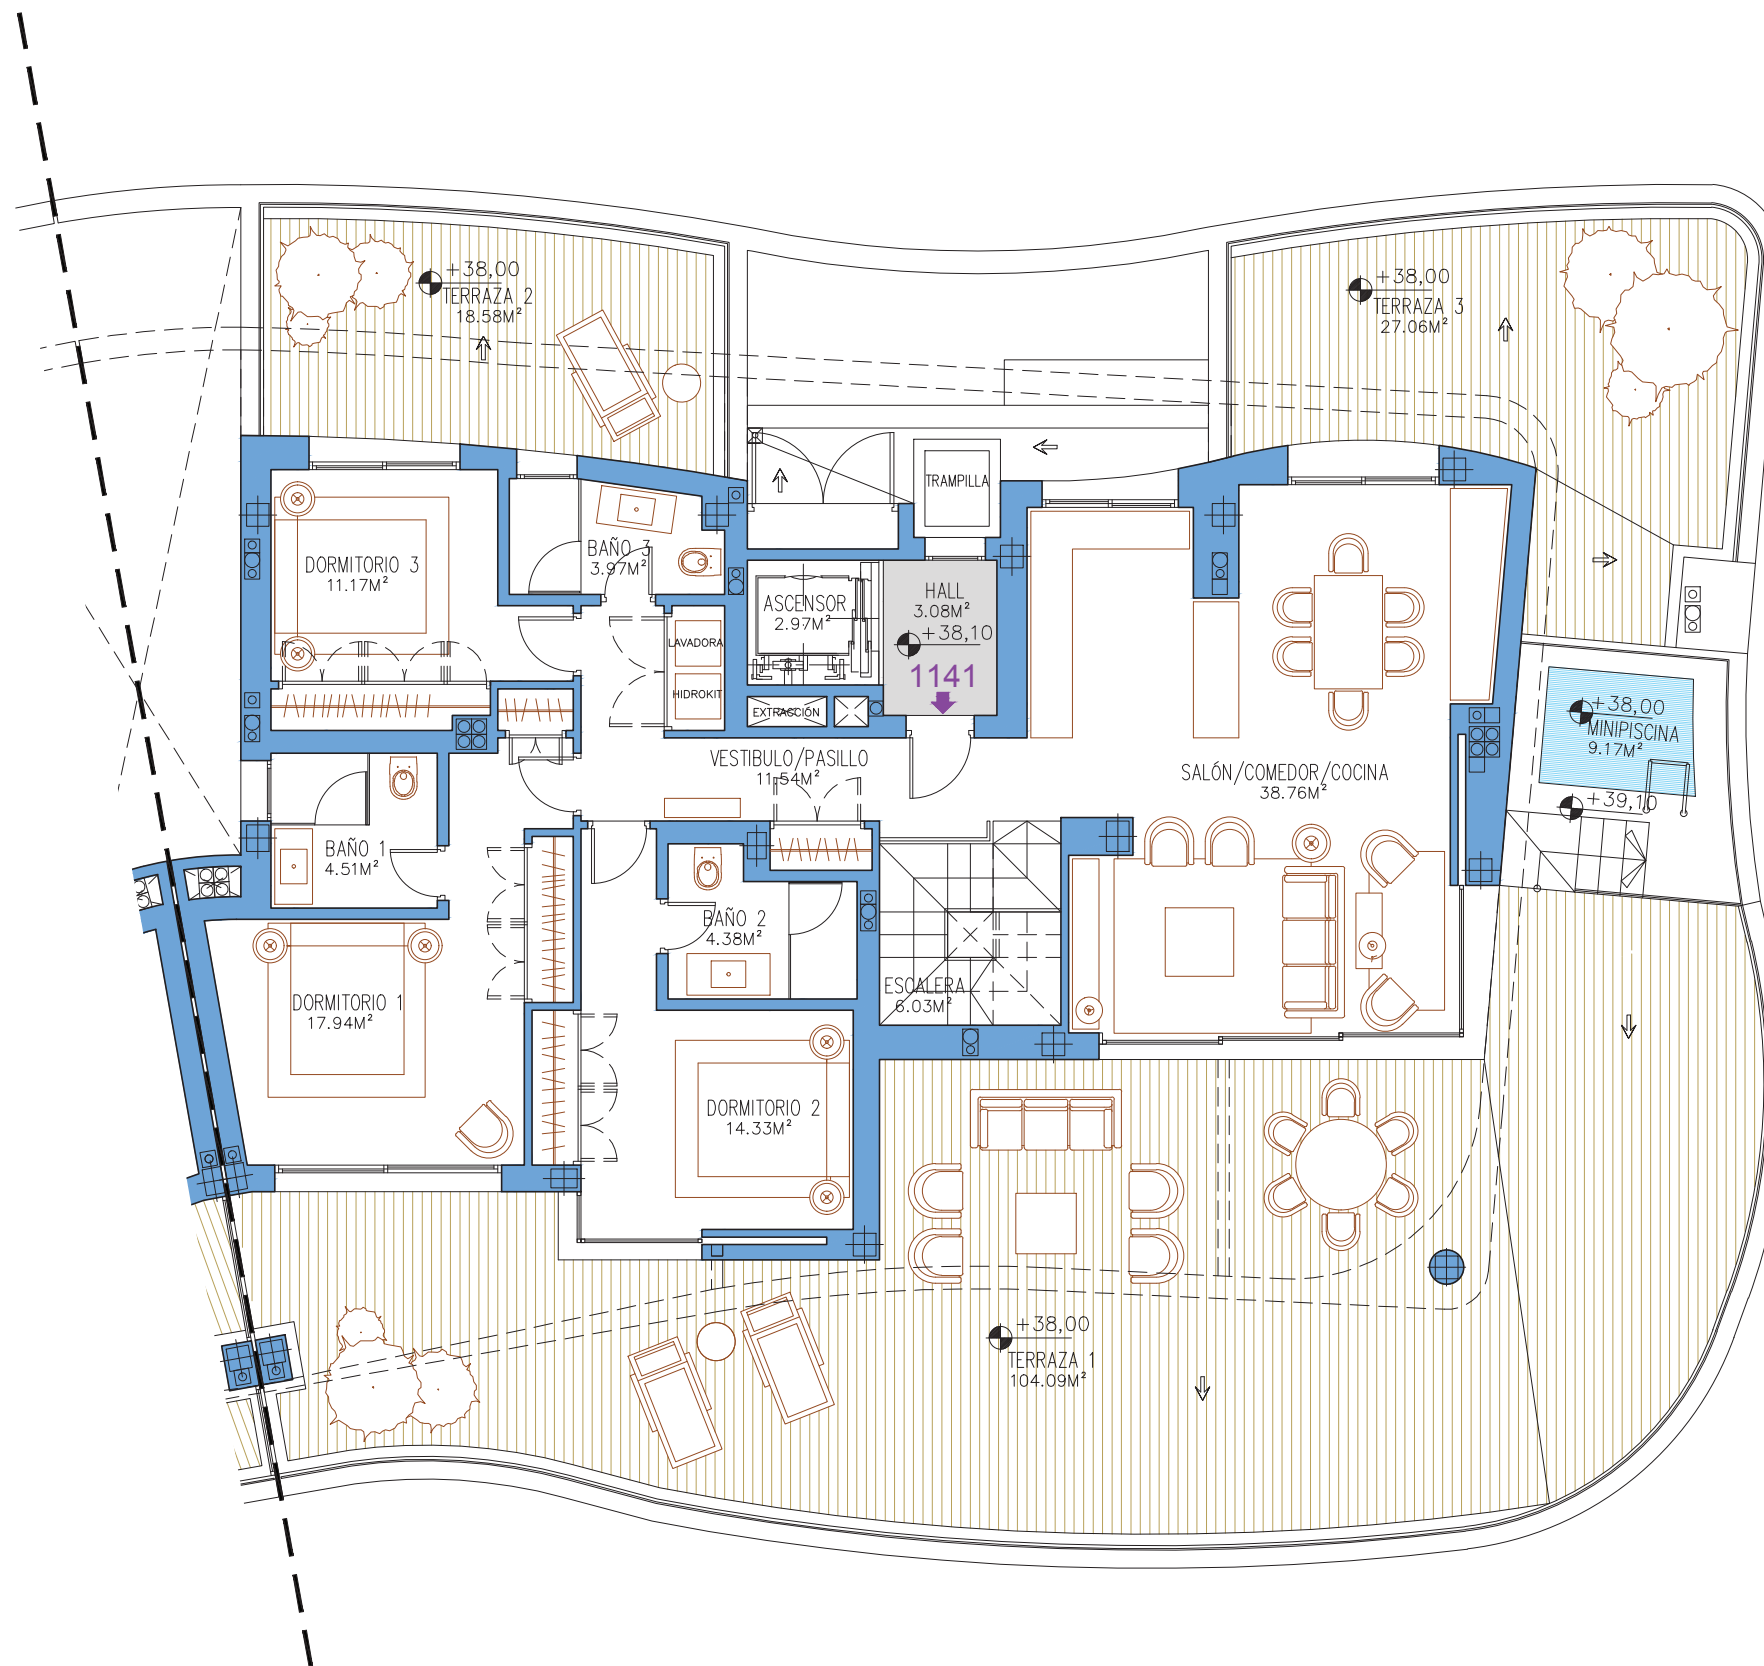 +38,00
TERRAZA 2
18.58M²
+38,00
TERRAZA 3
27.06M²
TRAMPILLA
DORMITORIO 3
11.17M²
BAÑO 3
3.97M²
ASCENSOR
2.97M²
HALL
3.08M²
+38,10
1141
LAVADORA
HIDROKIT
EXTRACCIÓN
VESTIBULO/PASILLO
11.54M²
SALÓN/COMEDOR/COCINA
38.76M²
+38,00
MINIPISCINA
9.17M²
+39,10
BAÑO 1
4.51M²
BAÑO 2
4.38M²
ESCALERA
6.03M²
DORMITORIO 1
17.94M²
DORMITORIO 2
14.33M²
+38,00
TERRAZA 1
104.09M²